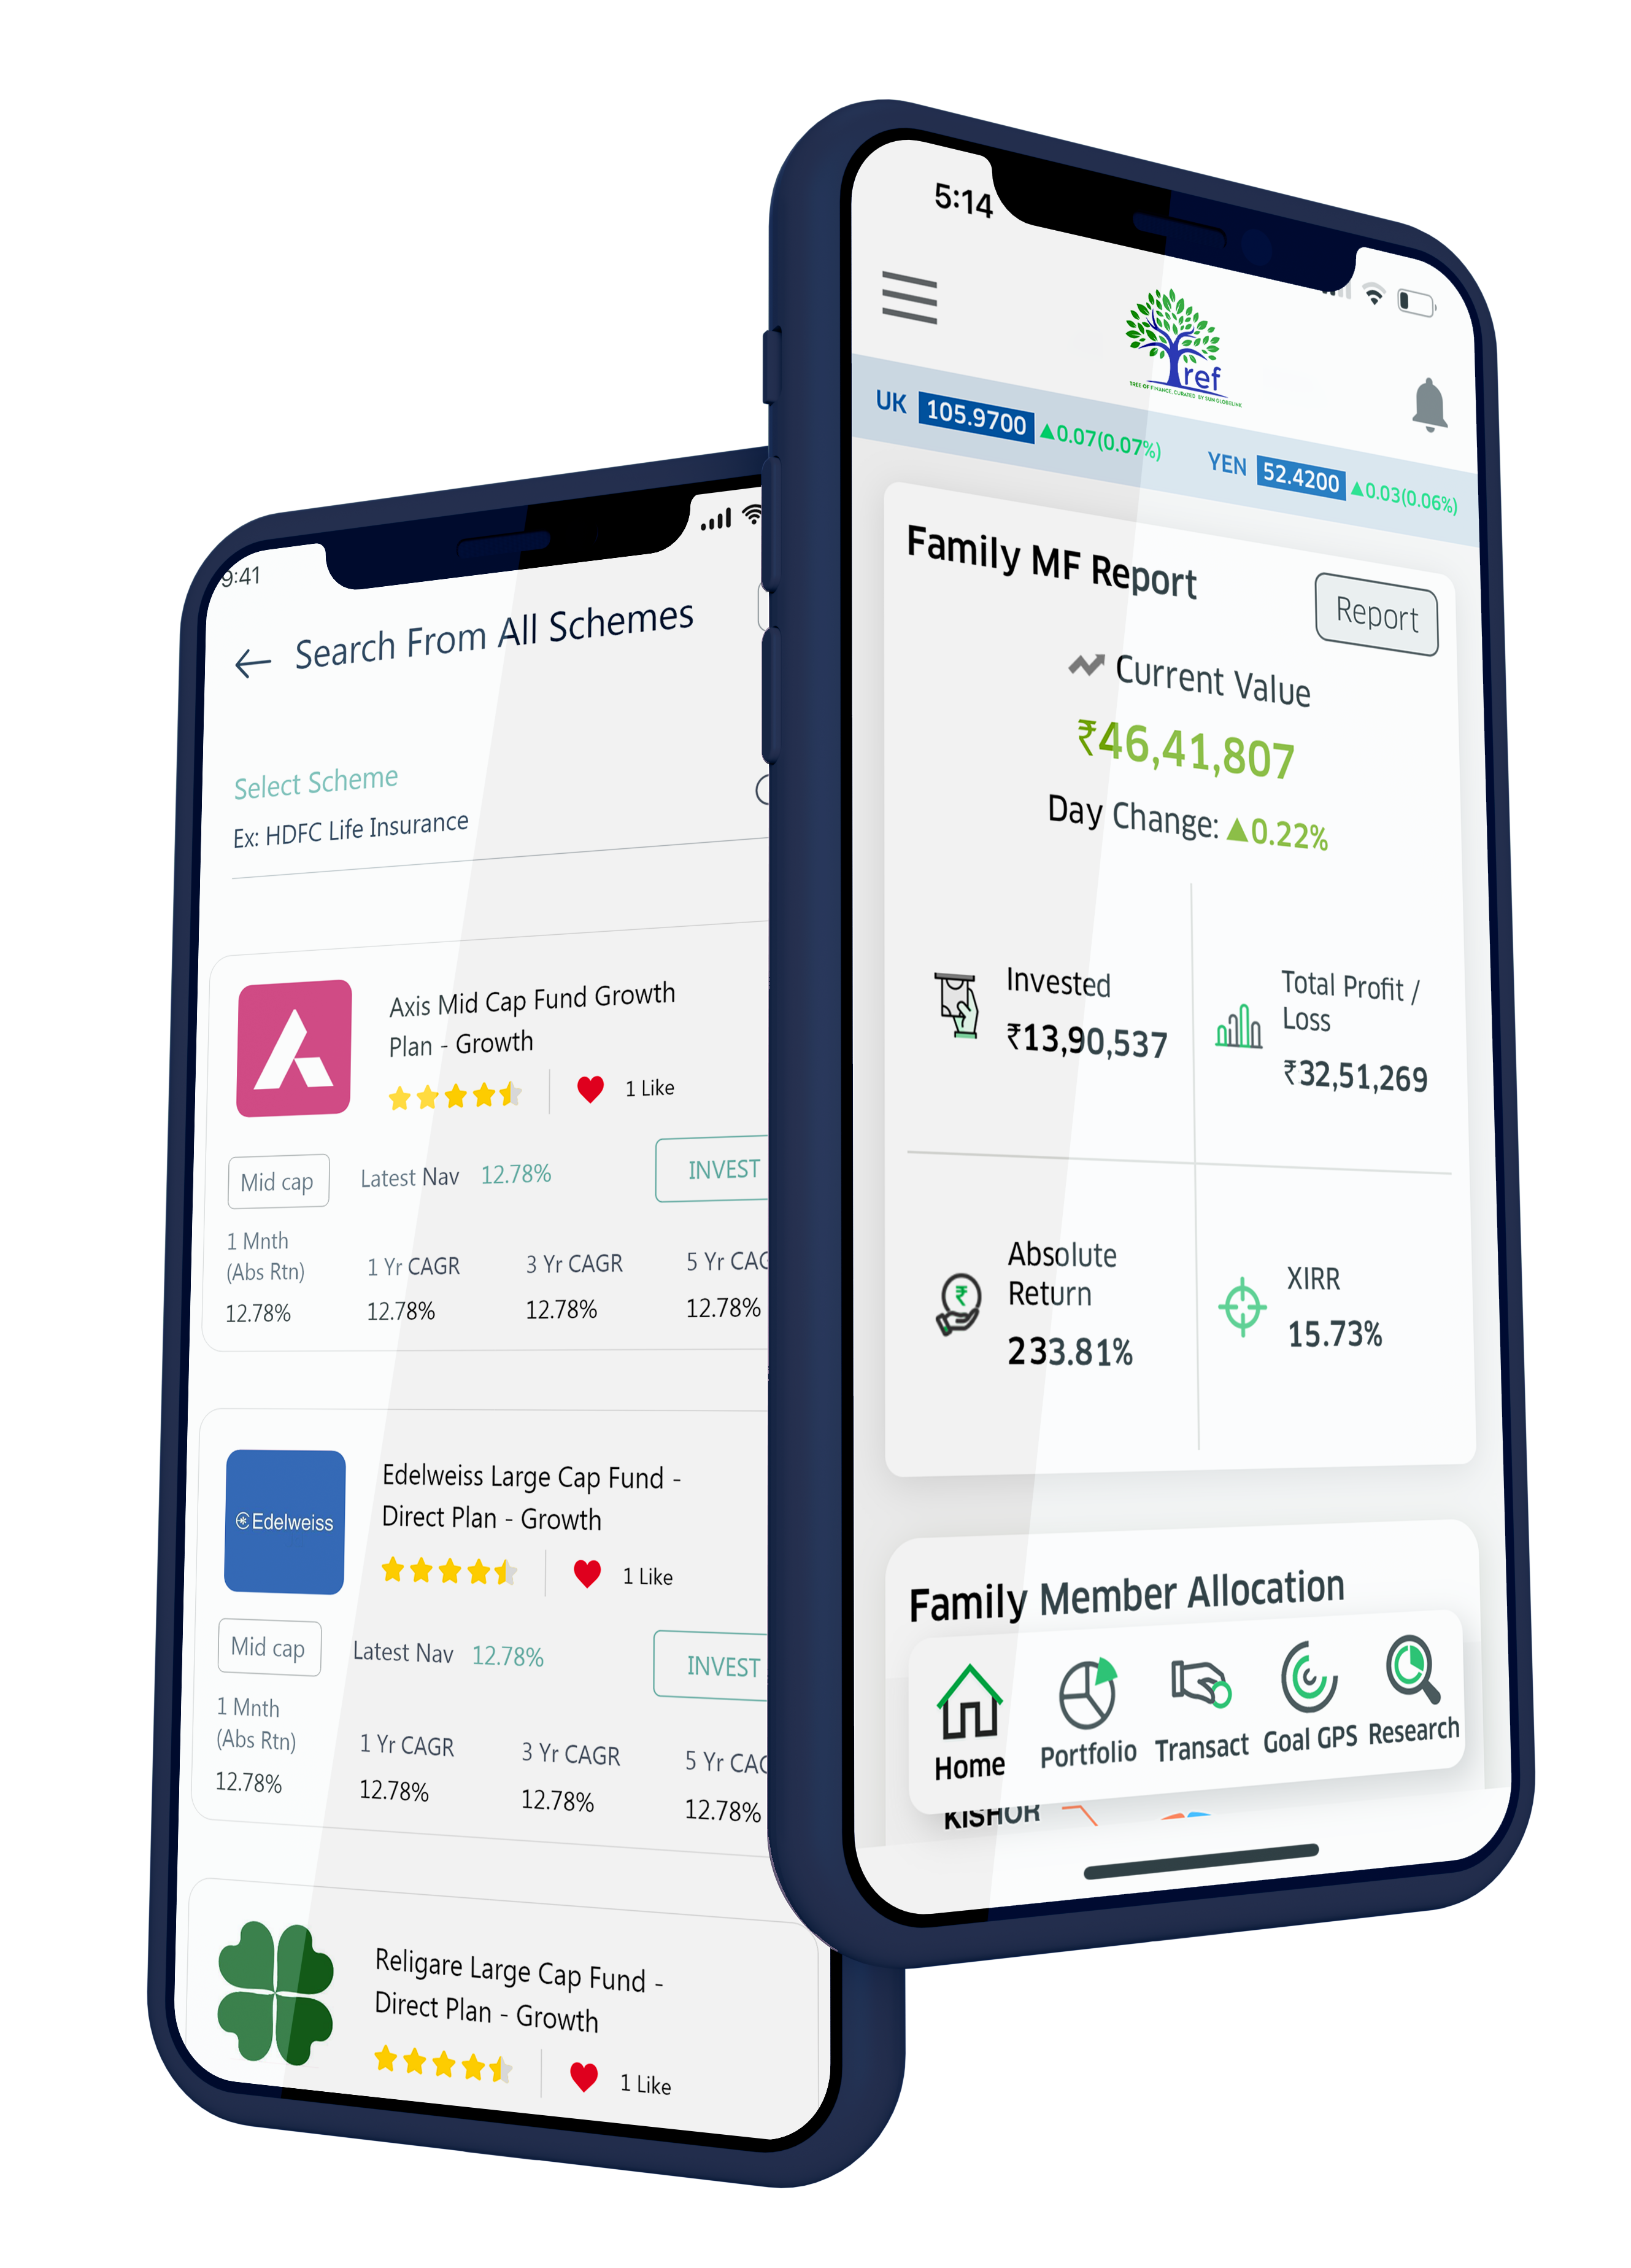 9:41
Search From All Schemes
Select Scheme
Ex: HDFC Life Insurance
Axis Mid Cap Fund Growth
Plan - Growth
1 Like
Mid cap Latest Nav 12.78% INVEST
1 Mnth
(Abs Rtn) 1 Yr CAGR 3 Yr CAGR 5 Yr
12.78% 12.78% 12.78% 12.78%
Edelweiss
Edelweiss Large Cap Fund -
Direct Plan - Growth
1 Like
Mid cap Latest Nav 12.78% INVEST
1 Mnth
(Abs Rtn) 1 Yr CAGR 3 Yr CAGR 5 Yr
12.78% 12.78% 12.78% 12.78%
Religare Large Cap Fund -
Direct Plan - Growth
1 Like
5:14
Tref
TREE OF FINANCE, CURATED BY SUN GLOBELINK
UK 105.9700 ▲0.07(0.07%) YEN 52.4200 ▲0.03(0.06%)
Family MF Report
Report
Current Value
₹46,41,807
Day Change: ▲0.22%
Invested
₹13,90,537
Total Profit /
Loss
₹32,51,269
Absolute
Return
233.81%
XIRR
15.73%
Family Member Allocation
Home Portfolio Transact Goal GPS Research
KISHOR